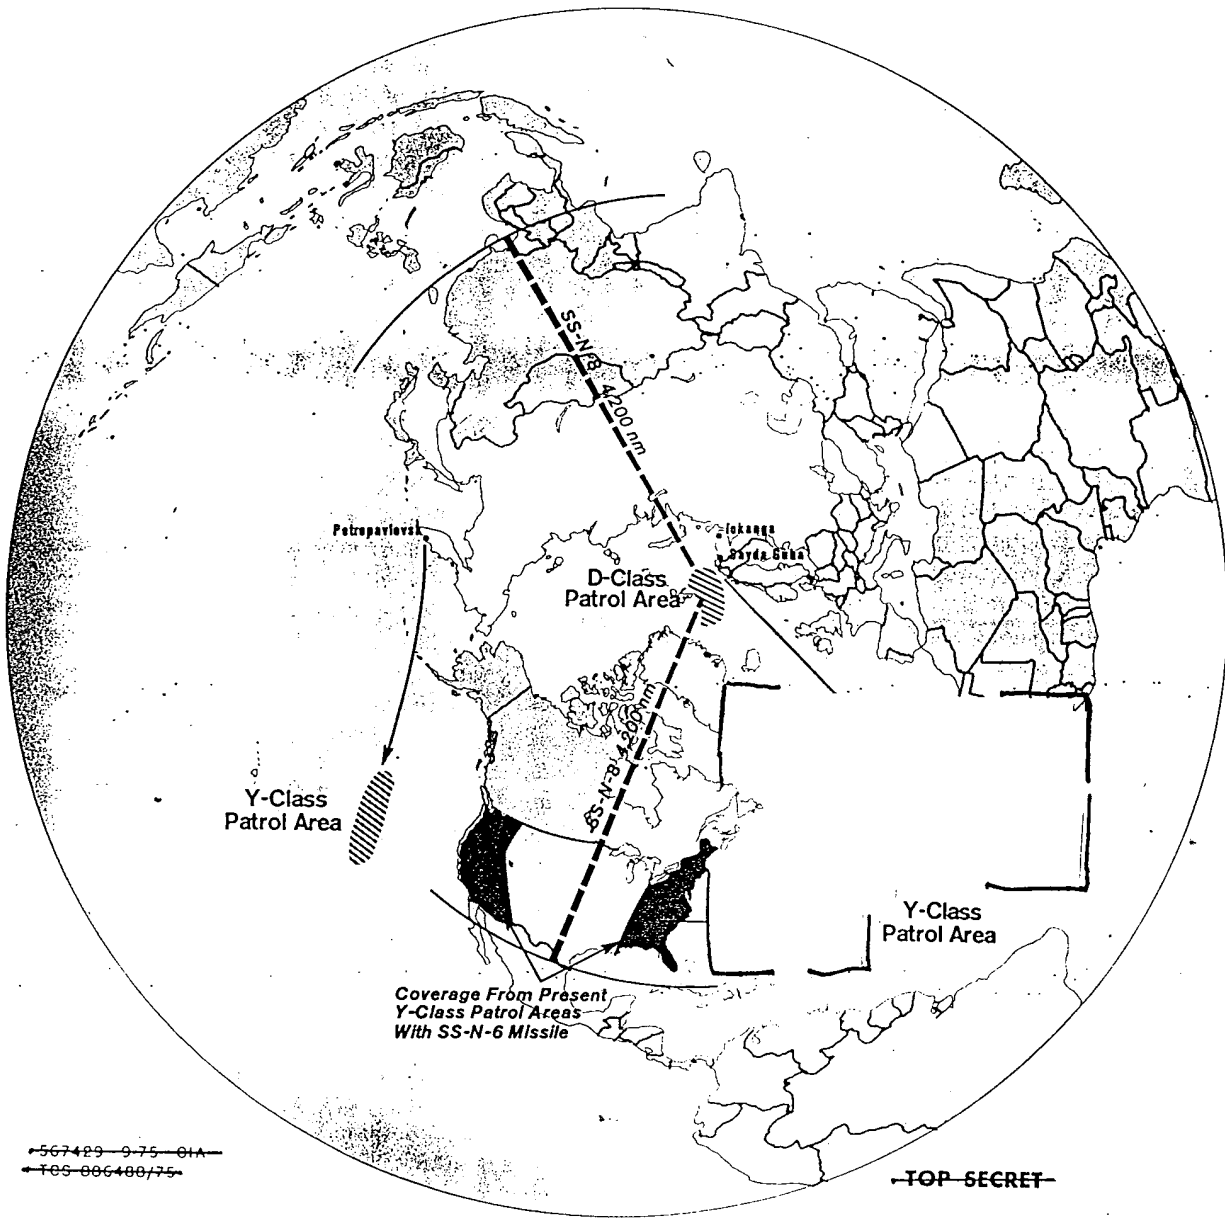 SS-N-8 4,200 nm
Petropavlovsk
Iokanga
Sayda Guba
D-Class
Patrol Area
SS-N-8 4,200 nm
Y-Class
Patrol Area
Y-Class
Patrol Area
Coverage From Present
Y-Class Patrol Areas
With SS-N-6 Missile
567429 9-75 CIA
TCS 886480/75
TOP SECRET